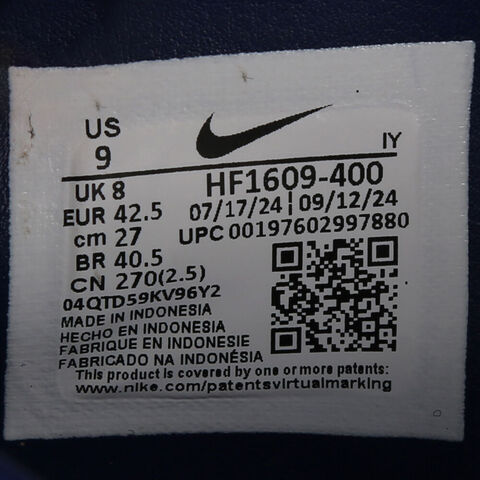 US
9
IY
UK 8
HF1609-400
EUR 42.5
07/17/24 | 09/12/24
cm 27
UPC 00197602997880
BR 40.5
CN 270(2.5)
04QTD59KV96Y2
MADE IN INDONESIA
HECHO EN INDONESIA
FABRIQUE EN INDONESIE
FABRICADO NA INDONÉSIA
This product is covered by one or more patents:
www.nike.com/patentsvirtualmarking